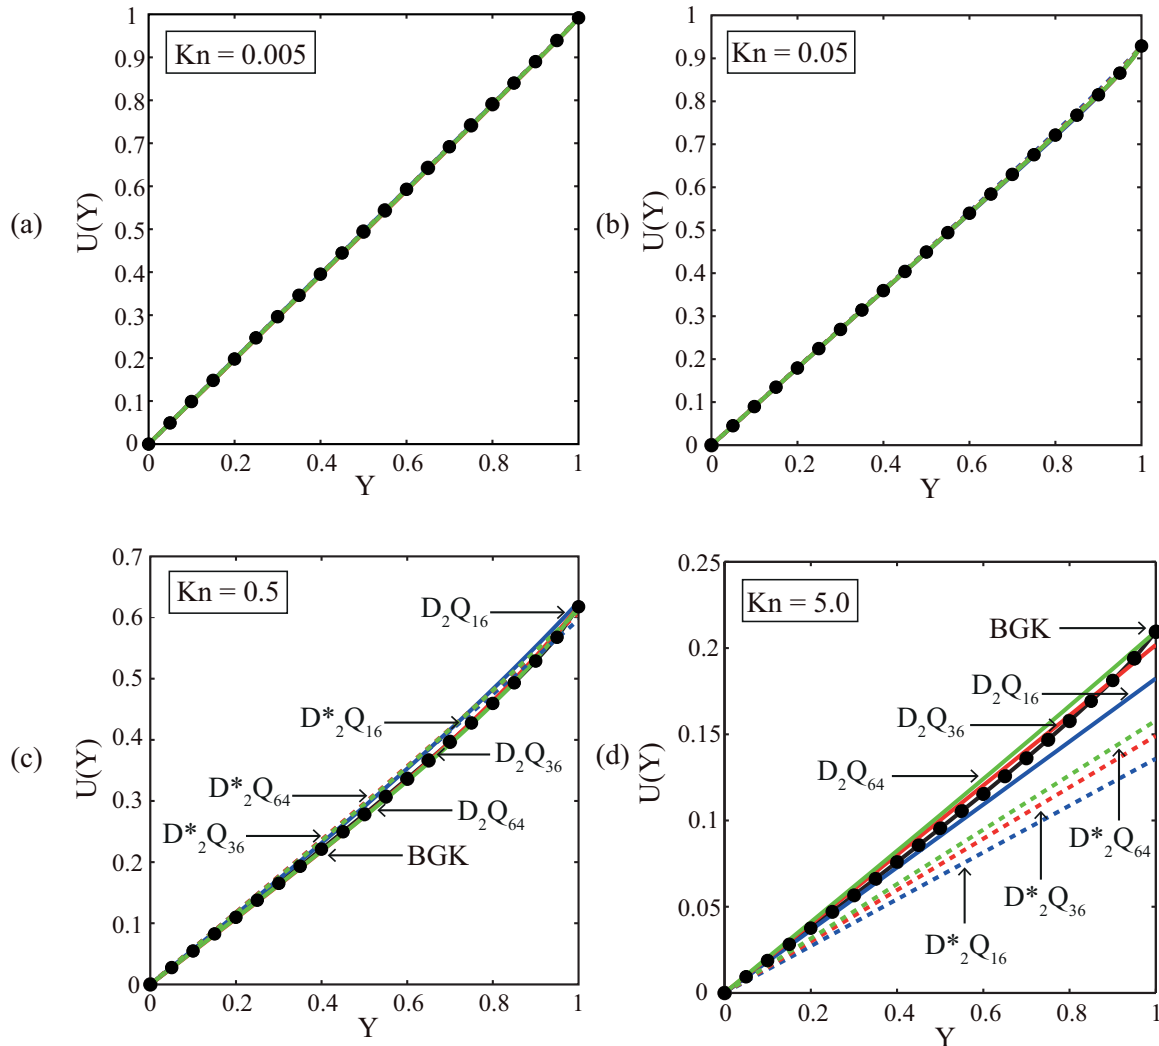 (a)
Kn = 0.005
U(Y)
1
0.9
0.8
0.7
0.6
0.5
0.4
0.3
0.2
0.1
0
0 0.2 0.4 0.6 0.8 1
Y
(b)
Kn = 0.05
U(Y)
1
0.9
0.8
0.7
0.6
0.5
0.4
0.3
0.2
0.1
0
0 0.2 0.4 0.6 0.8 1
Y
(c)
Kn = 0.5
U(Y)
0.7
0.6
0.5
0.4
0.3
0.2
0.1
0
D₂Q₁₆
D*₂Q₁₆
D₂Q₃₆
D*₂Q₆₄
D₂Q₆₄
D*₂Q₃₆
BGK
0 0.2 0.4 0.6 0.8 1
Y
(d)
Kn = 5.0
U(Y)
0.25
0.2
0.15
0.1
0.05
0
BGK
D₂Q₁₆
D₂Q₃₆
D₂Q₆₄
D*₂Q₆₄
D*₂Q₃₆
D*₂Q₁₆
0 0.2 0.4 0.6 0.8 1
Y